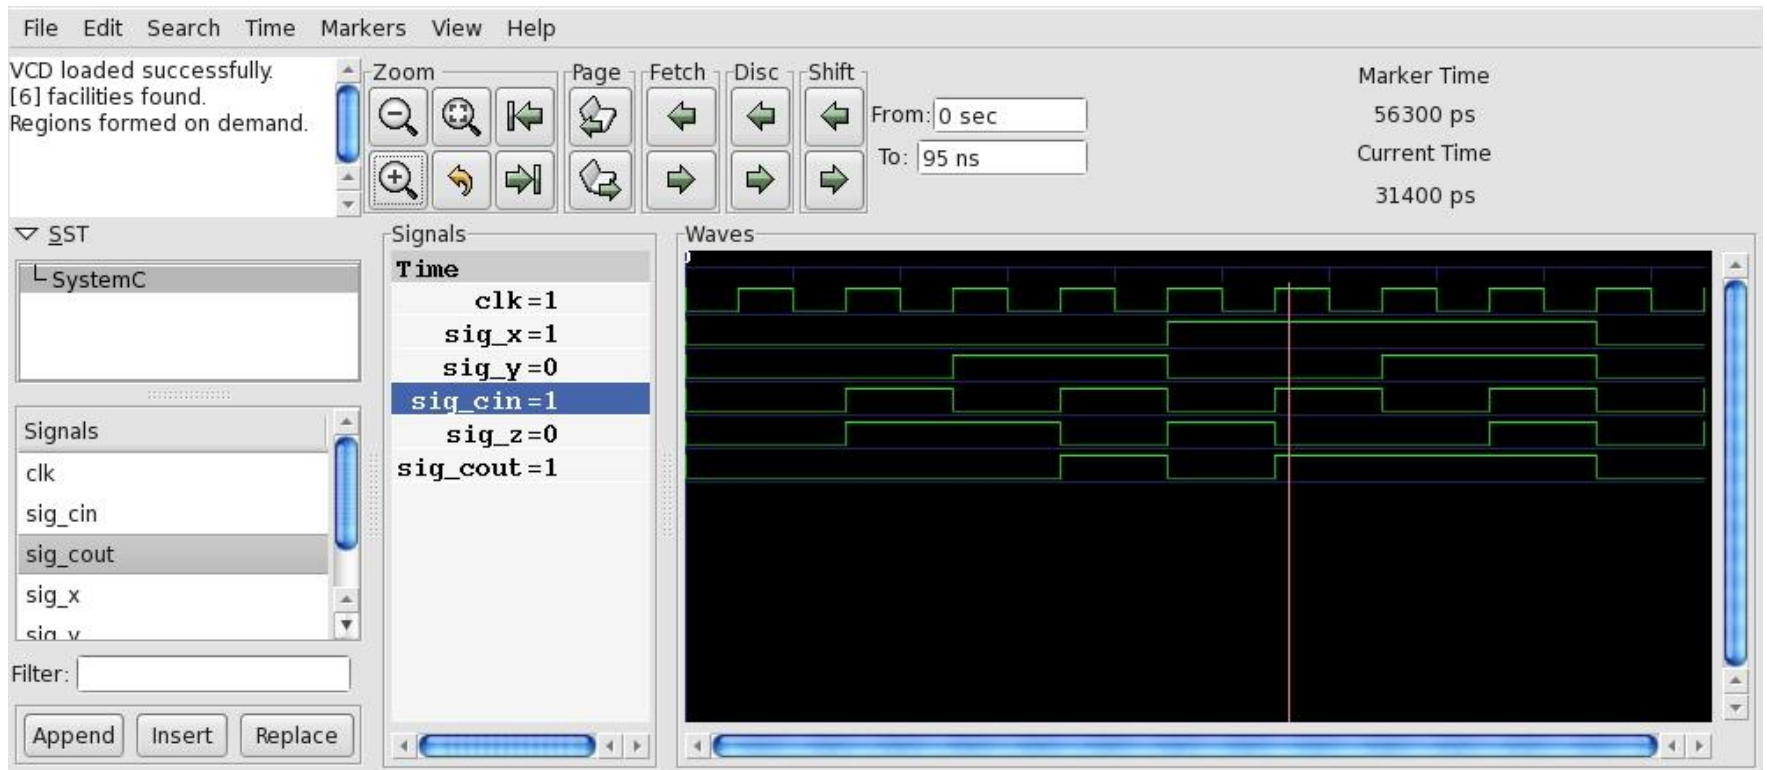 File Edit Search Time Markers View Help
VCD loaded successfully.
[6] facilities found.
Regions formed on demand.
Zoom
Page
Fetch
Disc
Shift
From: 0 sec
To: 95 ns
Marker Time
56300 ps
Current Time
31400 ps
SST
SystemC
Signals
clk
sig_cin
sig_cout
sig_x
sig_y
Filter:
Append Insert Replace
Signals
Time
clk=1
sig_x=1
sig_y=0
sig_cin=1
sig_z=0
sig_cout=1
Waves